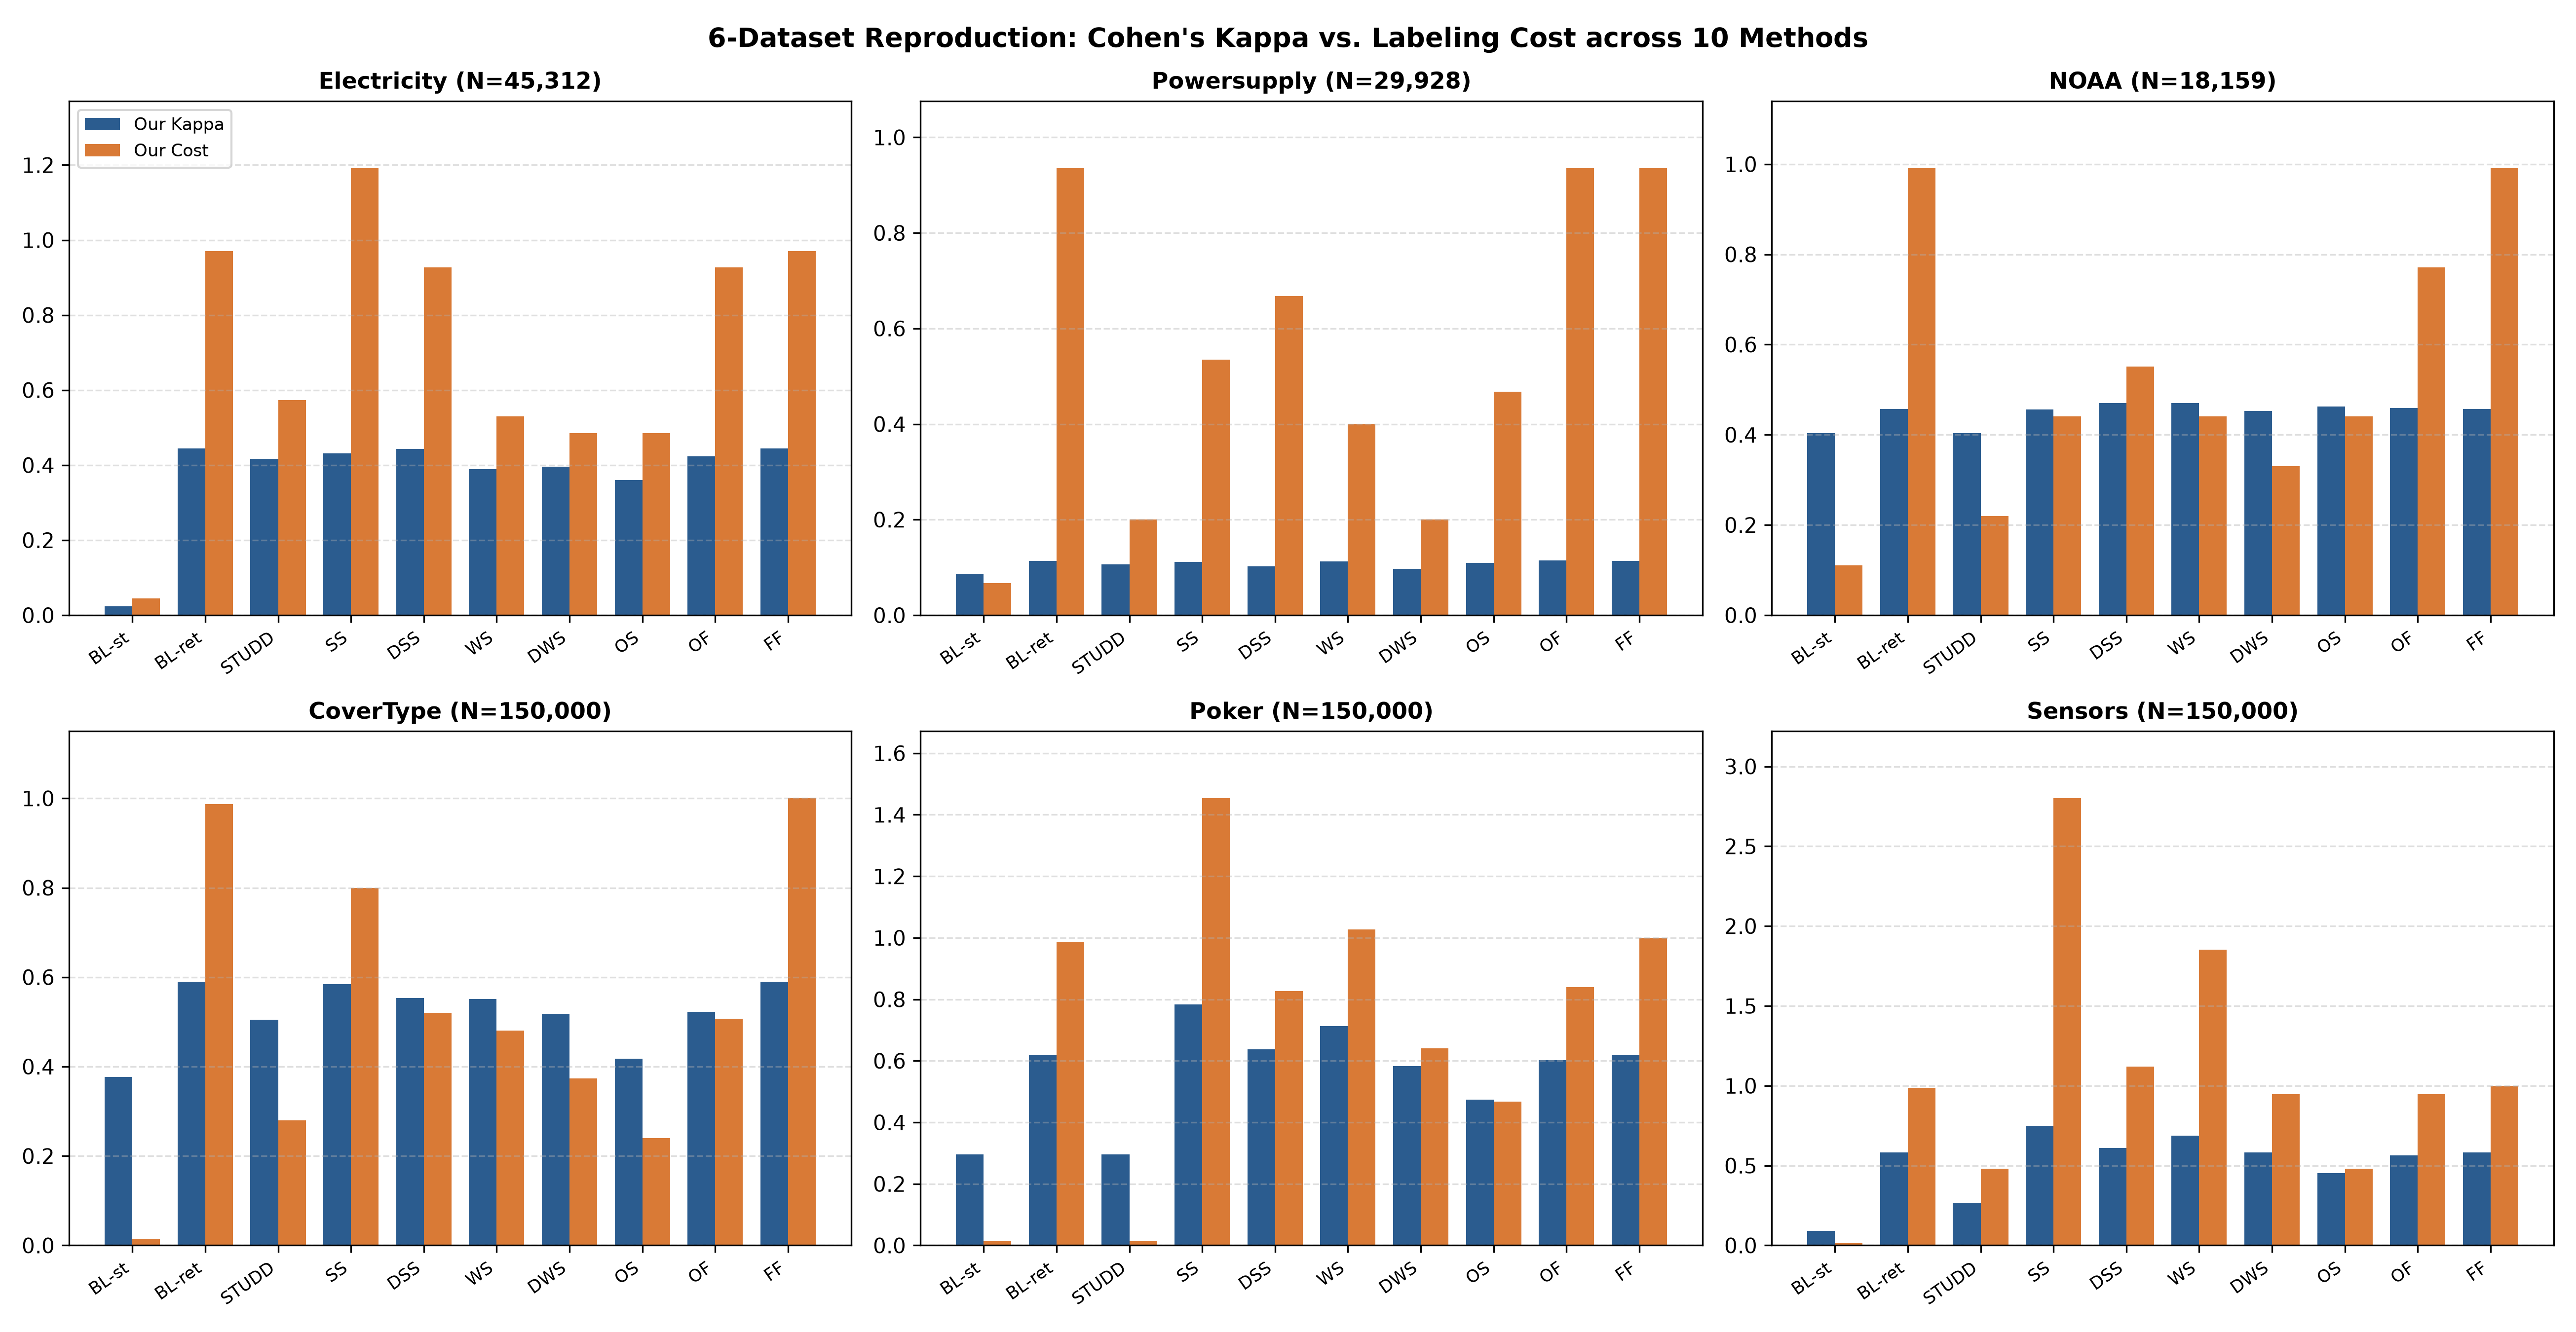 6-Dataset Reproduction: Cohen's Kappa vs. Labeling Cost across 10 Methods
Electricity (N=45,312)
Our Kappa
Our Cost
1.2
1.0
0.8
0.6
0.4
0.2
0.0
BL-st BL-ret STUDD SS DSS WS DWS OS OF FF
Powersupply (N=29,928)
1.0
0.8
0.6
0.4
0.2
0.0
BL-st BL-ret STUDD SS DSS WS DWS OS OF FF
NOAA (N=18,159)
1.0
0.8
0.6
0.4
0.2
0.0
BL-st BL-ret STUDD SS DSS WS DWS OS OF FF
CoverType (N=150,000)
1.0
0.8
0.6
0.4
0.2
0.0
BL-st BL-ret STUDD SS DSS WS DWS OS OF FF
Poker (N=150,000)
1.6
1.4
1.2
1.0
0.8
0.6
0.4
0.2
0.0
BL-st BL-ret STUDD SS DSS WS DWS OS OF FF
Sensors (N=150,000)
3.0
2.5
2.0
1.5
1.0
0.5
0.0
BL-st BL-ret STUDD SS DSS WS DWS OS OF FF